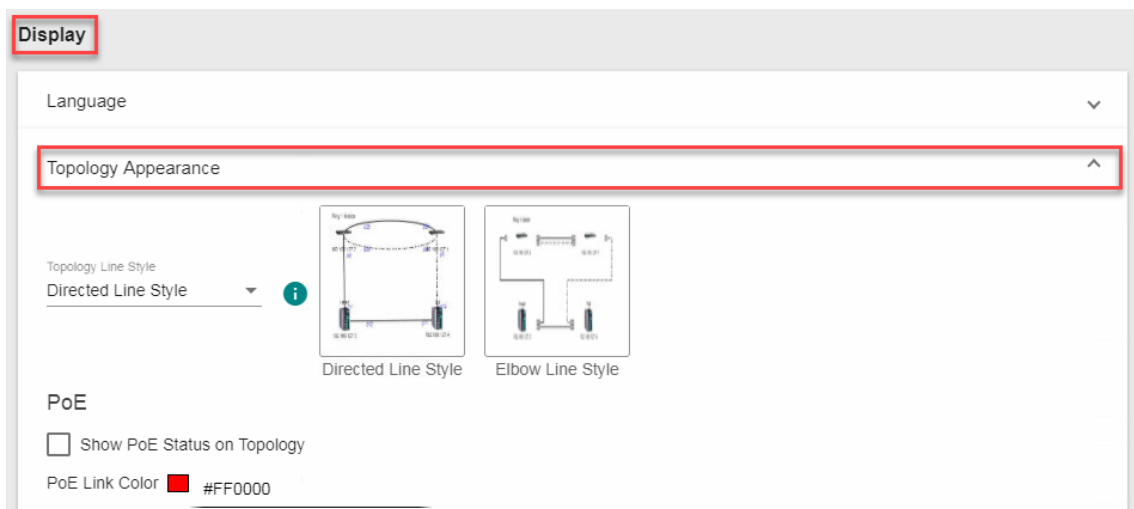 Display
Language
Topology Appearance
Topology Line Style
Directed Line Style
Directed Line Style
Elbow Line Style
PoE
Show PoE Status on Topology
PoE Link Color #FF0000